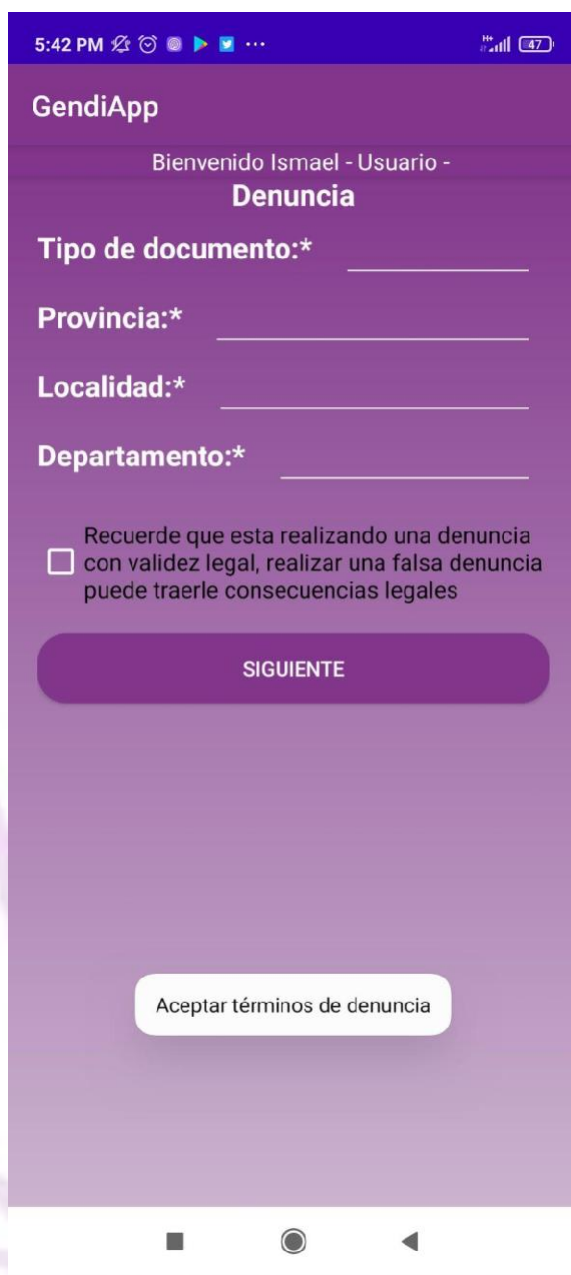 5:42 PM
H+
47
GendiApp
Bienvenido Ismael - Usuario -
Denuncia
Tipo de documento:*
Provincia:*
Localidad:*
Departamento:*
Recuerde que esta realizando una denuncia
con validez legal, realizar una falsa denuncia
puede traerle consecuencias legales
SIGUIENTE
Aceptar términos de denuncia